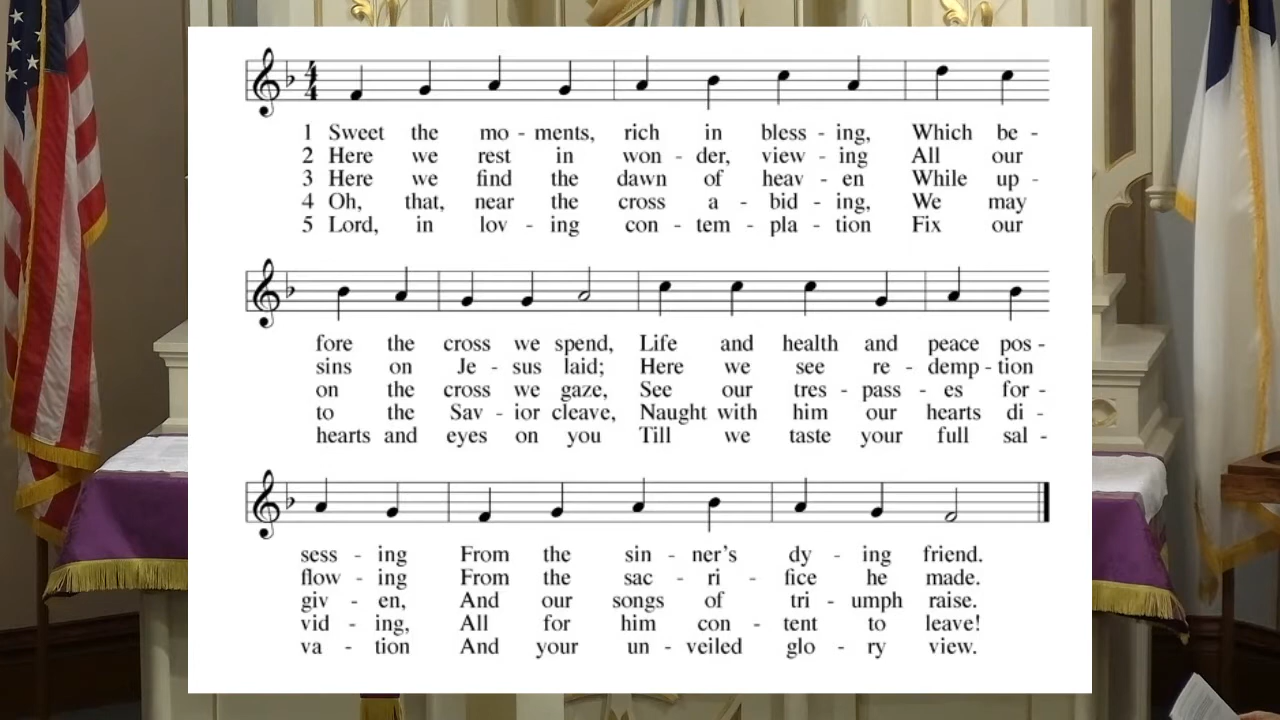 1 Sweet the mo - ments, rich in bless - ing, Which be -
2 Here we rest in won - der, view - ing All our
3 Here we find the dawn of heav - en While up -
4 Oh, that, near the cross a - bid - ing, We may
5 Lord, in lov - ing con - tem - pla - tion Fix our
fore the cross we spend, Life and health and peace pos -
sins on Je - sus laid; Here we see re - demp - tion
on the cross we gaze, See our tres - pass - es for -
to the Sav - ior cleave, Naught with him our hearts di -
hearts and eyes on you Till we taste your full sal -
sess - ing From the sin - ner's dy - ing friend.
flow - ing From the sac - ri - fice he made.
giv - en, And our songs of tri - umph raise.
vid - ing, All for him con - tent to leave!
va - tion And your un - veiled glo - ry view.